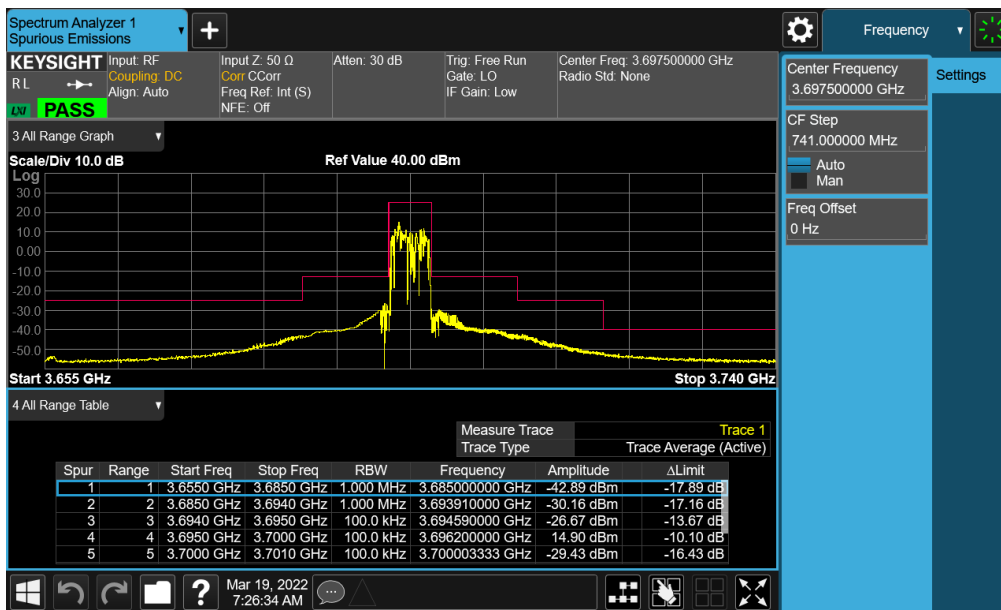 Spectrum Analyzer 1
Spurious Emissions
Frequency
KEYSIGHT
R L
LXI PASS
Input: RF
Coupling: DC
Align: Auto
Input Z: 50 Ω
Corr CCorr
Freq Ref: Int (S)
NFE: Off
Atten: 30 dB
Trig: Free Run
Gate: LO
IF Gain: Low
Center Freq: 3.697500000 GHz
Radio Std: None
Center Frequency
3.697500000 GHz
Settings
CF Step
741.000000 MHz
Auto
Man
Freq Offset
0 Hz
3 All Range Graph
Scale/Div 10.0 dB Ref Value 40.00 dBm
Log
30.0
20.0
10.0
0.00
-10.0
-20.0
-30.0
-40.0
-50.0
Start 3.655 GHz Stop 3.740 GHz
4 All Range Table
Measure Trace Trace 1
Trace Type Trace Average (Active)
Spur Range Start Freq Stop Freq RBW Frequency Amplitude ΔLimit
1 1 3.6550 GHz 3.6850 GHz 1.000 MHz 3.685000000 GHz -42.89 dBm -17.89 dB
2 2 3.6850 GHz 3.6940 GHz 1.000 MHz 3.693910000 GHz -30.16 dBm -17.16 dB
3 3 3.6940 GHz 3.6950 GHz 100.0 kHz 3.694590000 GHz -26.67 dBm -13.67 dB
4 4 3.6950 GHz 3.7000 GHz 100.0 kHz 3.696200000 GHz 14.90 dBm -10.10 dB
5 5 3.7000 GHz 3.7010 GHz 100.0 kHz 3.700003333 GHz -29.43 dBm -16.43 dB
?
Mar 19, 2022
7:26:34 AM